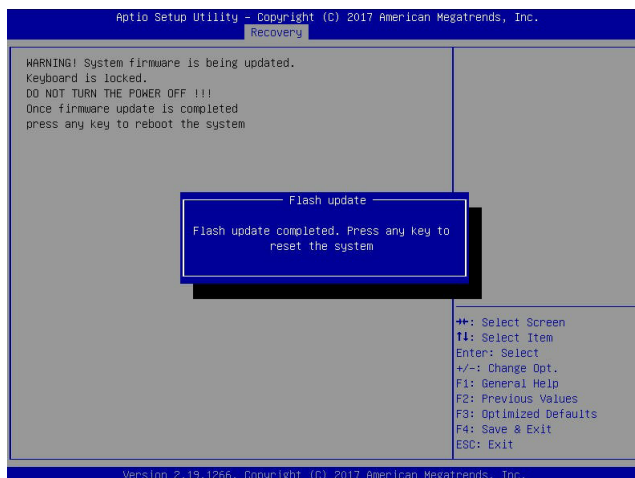 Aptio Setup Utility – Copyright (C) 2017 American Megatrends, Inc.
Recovery
WARNING! System firmware is being updated.
Keyboard is locked.
DO NOT TURN THE POWER OFF !!!
Once firmware update is completed
press any key to reboot the system
Flash update
Flash update completed. Press any key to
reset the system
→←: Select Screen
↑↓: Select Item
Enter: Select
+/-: Change Opt.
F1: General Help
F2: Previous Values
F3: Optimized Defaults
F4: Save & Exit
ESC: Exit
Version 2.19.1266. Copyright (C) 2017 American Megatrends, Inc.